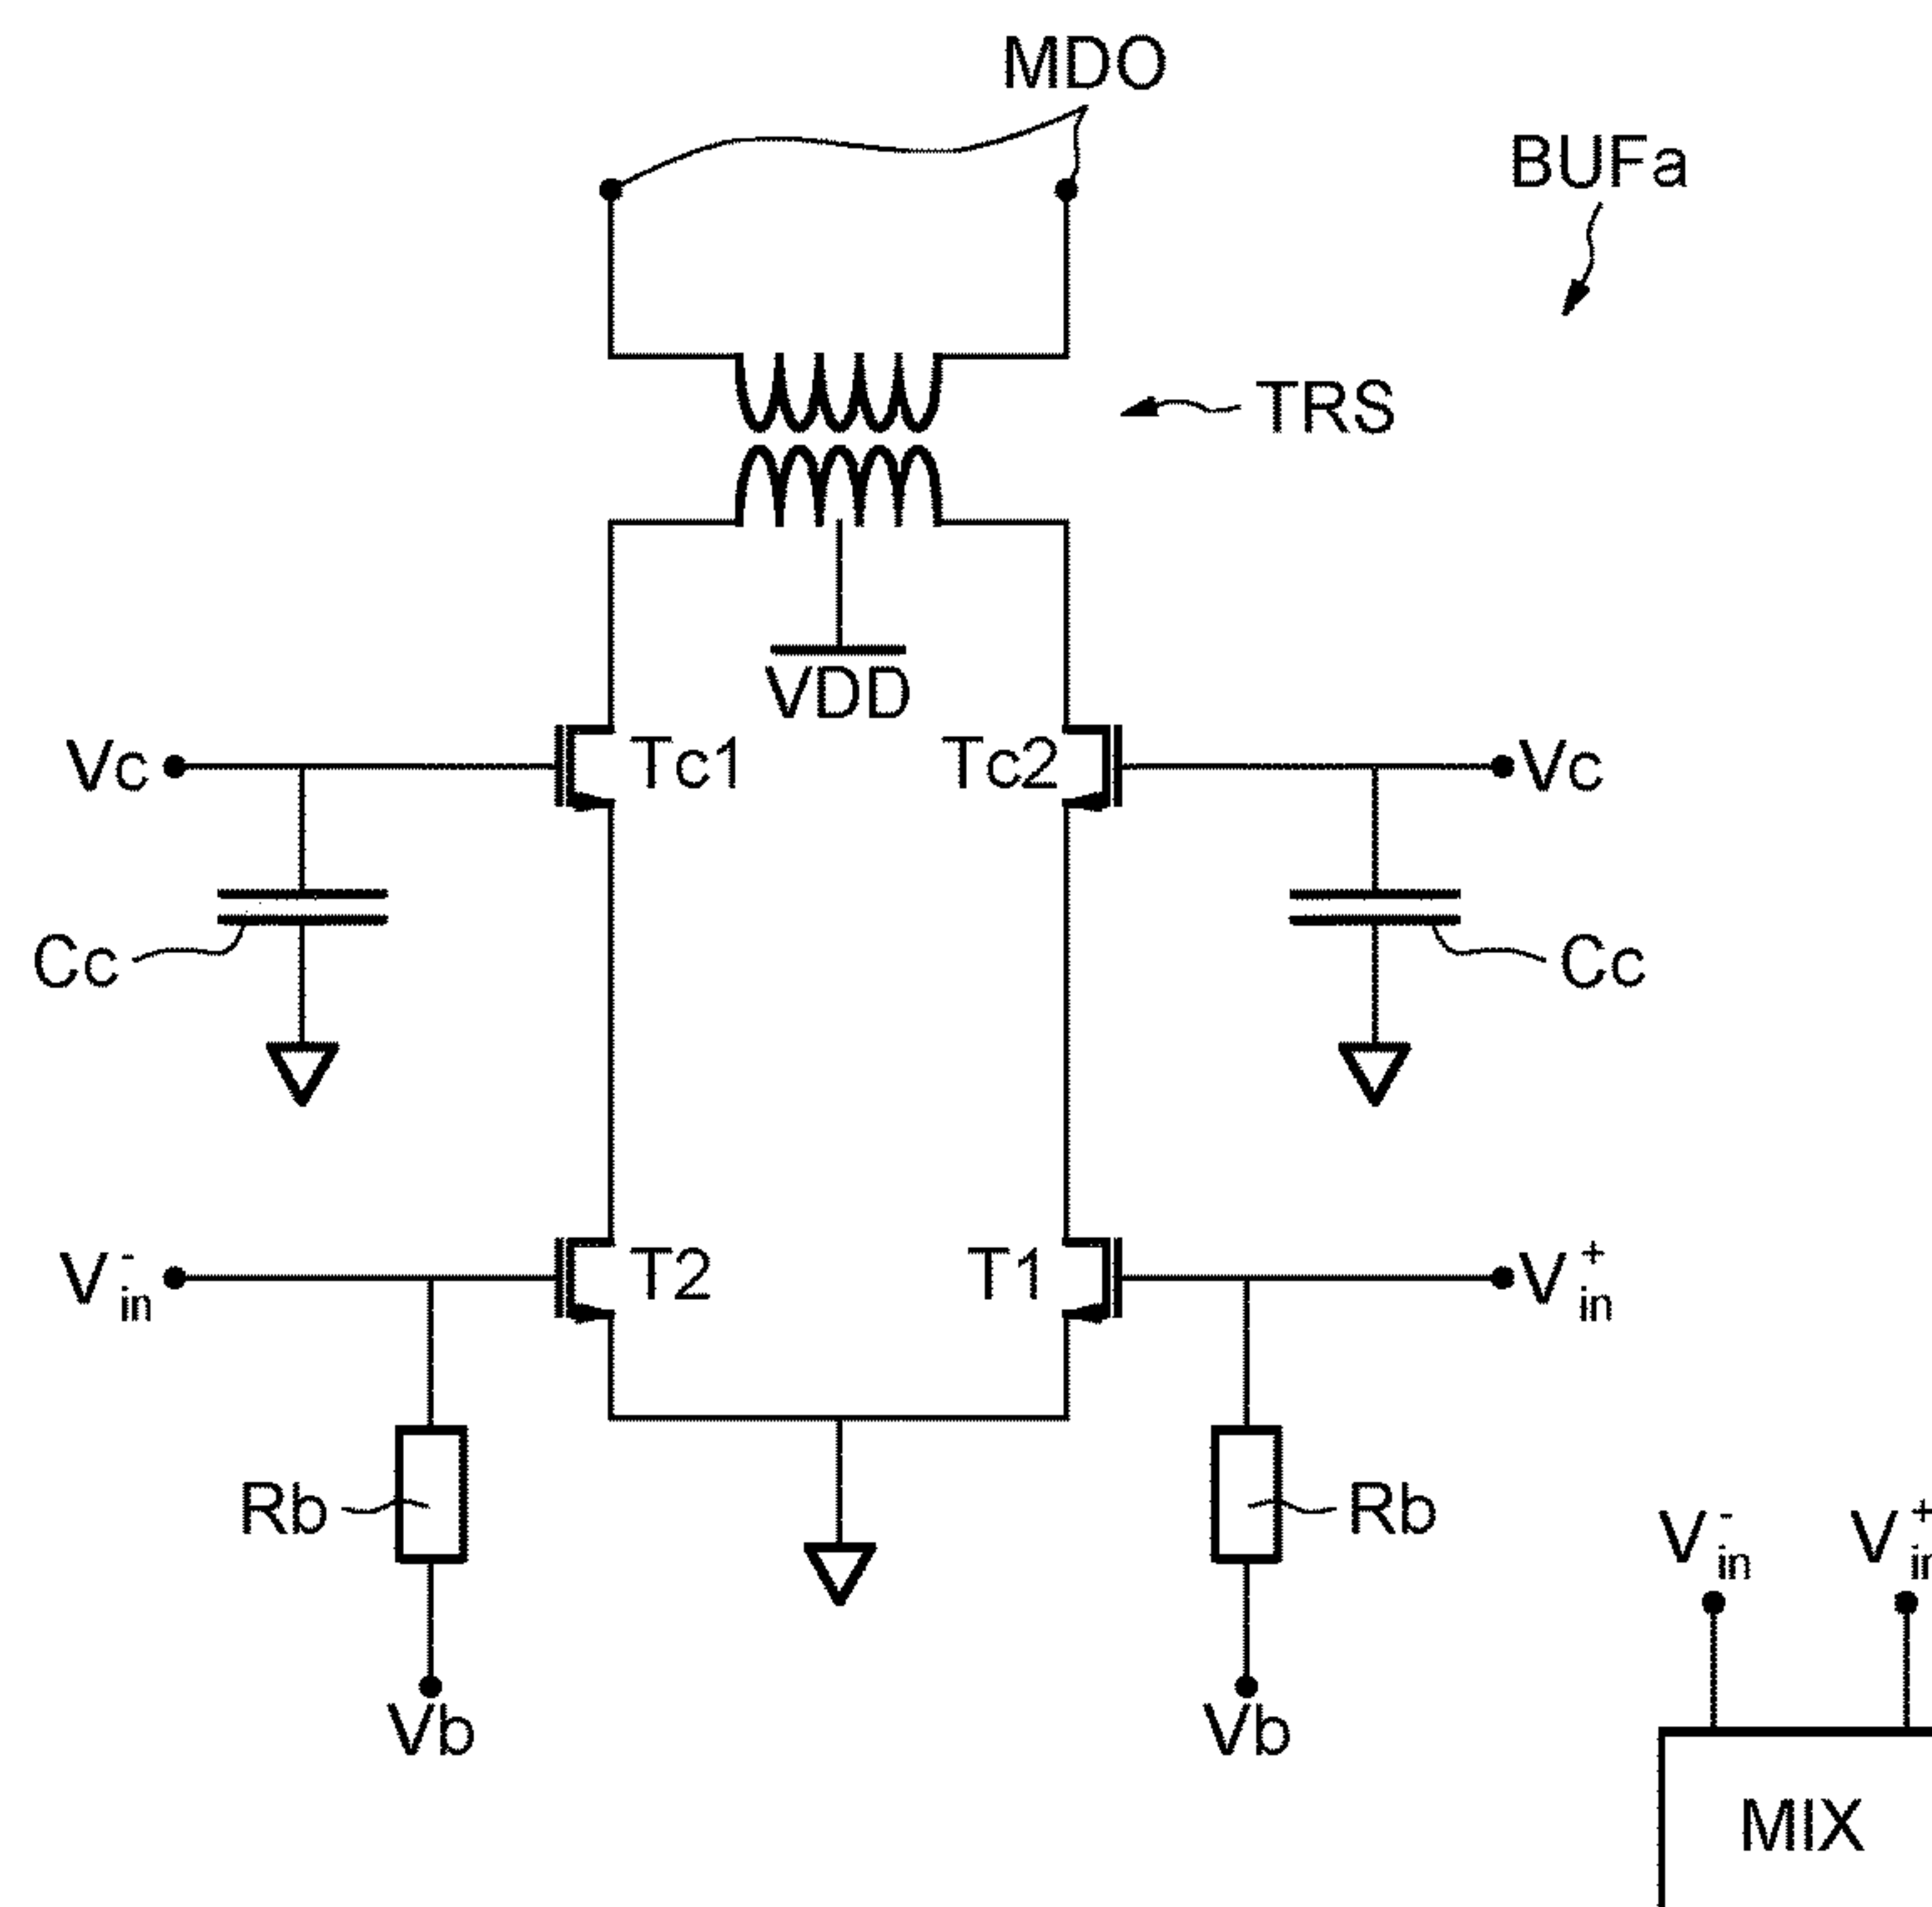 MDO
BUFa
TRS
VDD
Vc
Tc1
Tc2
Vc
Cc
Cc
V-in
T2
T1
V+in
Rb
Rb
V-in
V+in
Vb
Vb
MIX